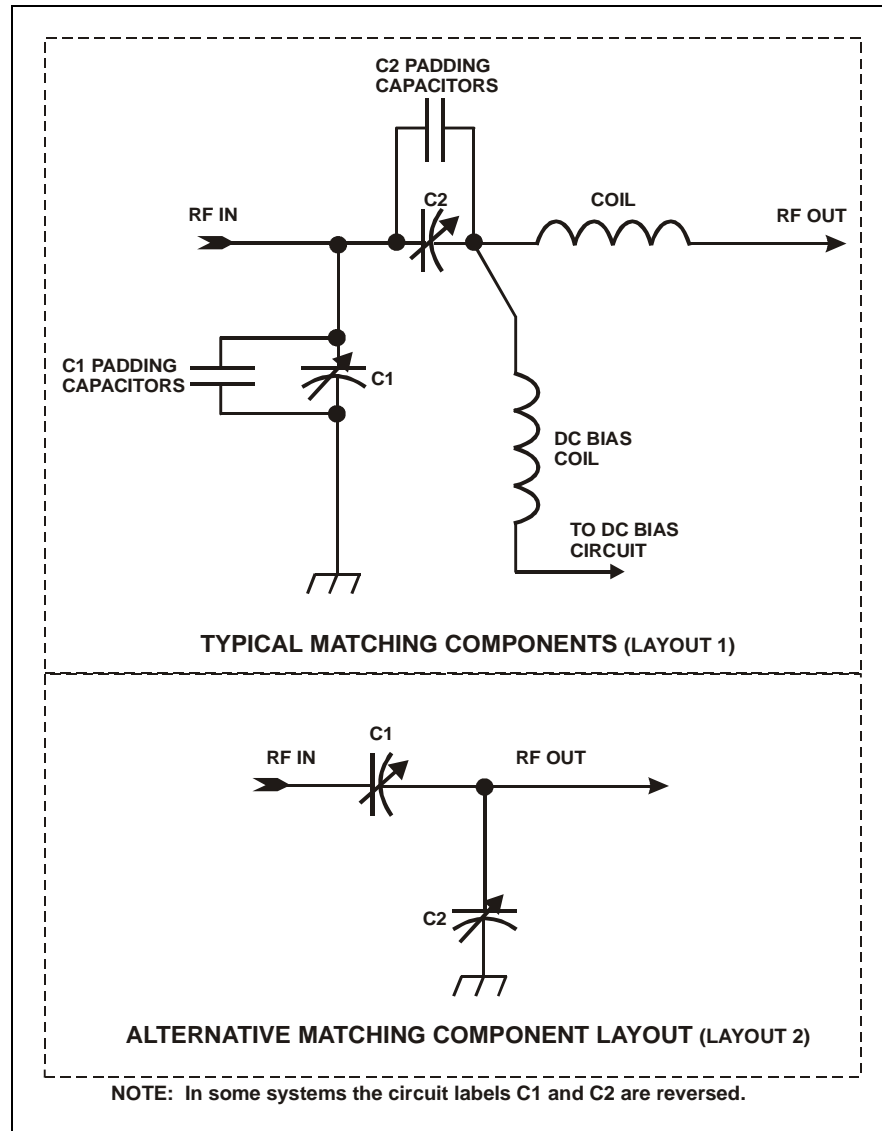 C2 PADDING
CAPACITORS
C2
COIL
RF IN
RF OUT
C1 PADDING
CAPACITORS
C1
DC BIAS
COIL
TO DC BIAS
CIRCUIT
TYPICAL MATCHING COMPONENTS (LAYOUT 1)
C1
RF IN
RF OUT
C2
ALTERNATIVE MATCHING COMPONENT LAYOUT (LAYOUT 2)
NOTE: In some systems the circuit labels C1 and C2 are reversed.